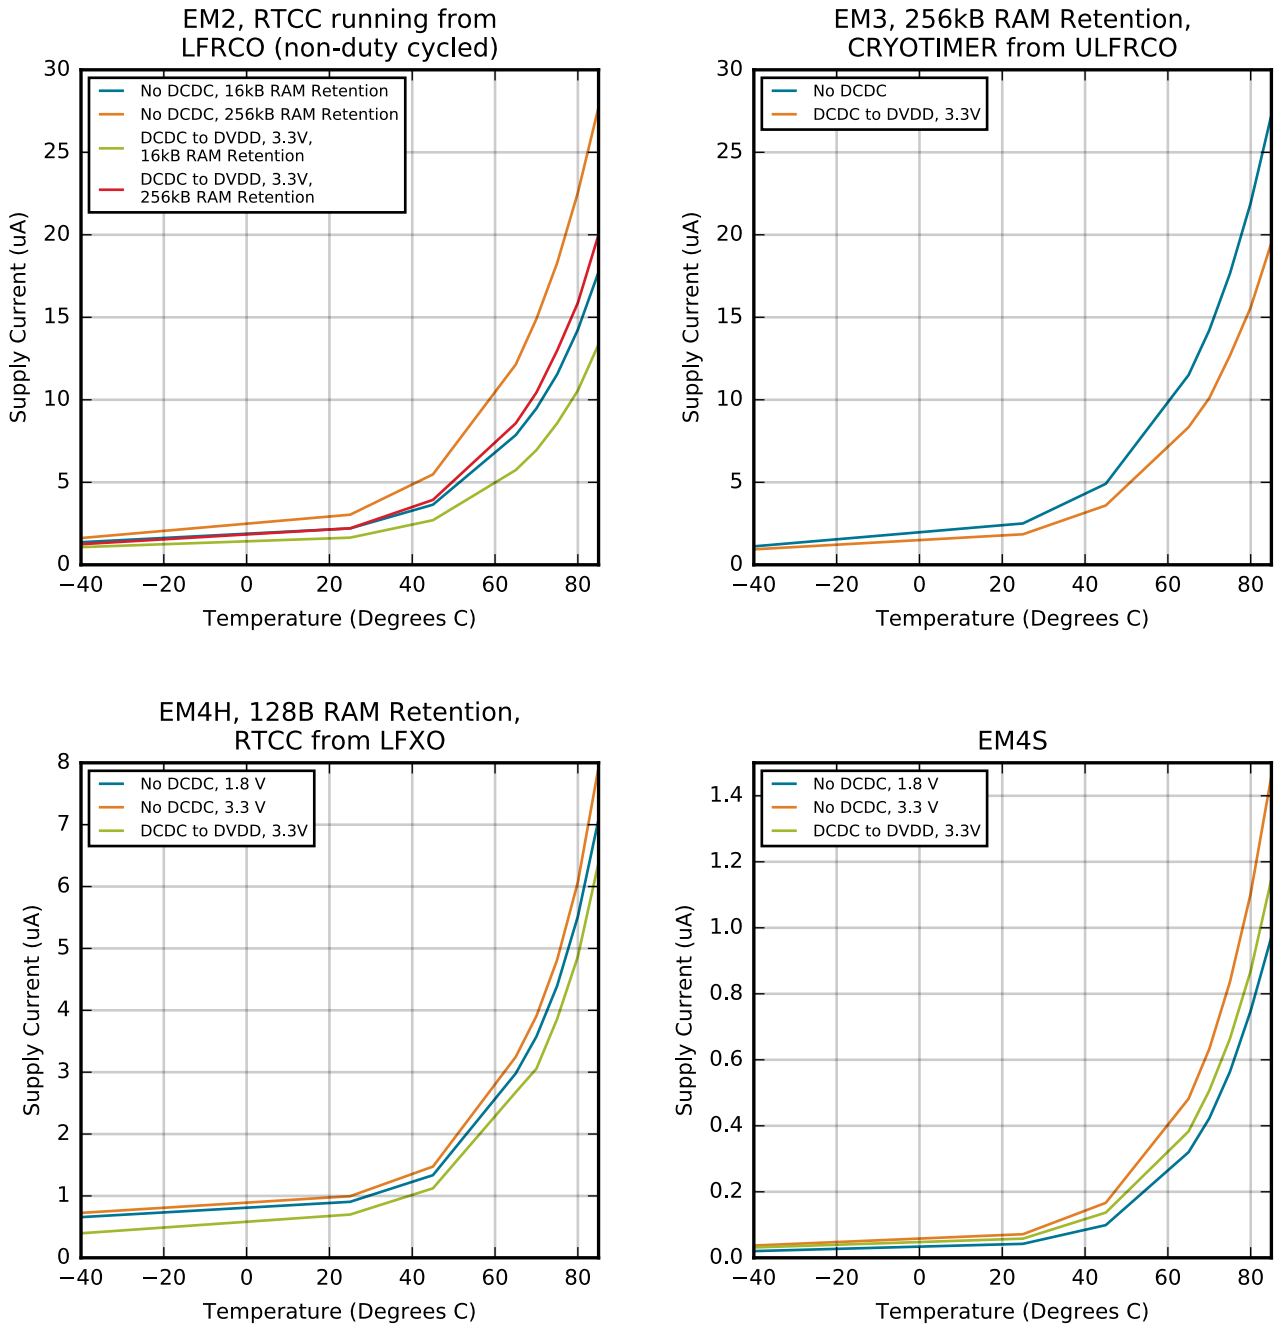 EM2, RTCC running from
LFRCO (non-duty cycled)
30
25
20
15
10
5
0
Supply Current (uA)
No DCDC, 16kB RAM Retention
No DCDC, 256kB RAM Retention
DCDC to DVDD, 3.3V,
16kB RAM Retention
DCDC to DVDD, 3.3V,
256kB RAM Retention
−40 −20 0 20 40 60 80
Temperature (Degrees C)
EM3, 256kB RAM Retention,
CRYOTIMER from ULFRCO
30
25
20
15
10
5
0
Supply Current (uA)
No DCDC
DCDC to DVDD, 3.3V
−40 −20 0 20 40 60 80
Temperature (Degrees C)
EM4H, 128B RAM Retention,
RTCC from LFXO
8
7
6
5
4
3
2
1
0
Supply Current (uA)
No DCDC, 1.8 V
No DCDC, 3.3 V
DCDC to DVDD, 3.3V
−40 −20 0 20 40 60 80
Temperature (Degrees C)
EM4S
1.4
1.2
1.0
0.8
0.6
0.4
0.2
0.0
Supply Current (uA)
No DCDC, 1.8 V
No DCDC, 3.3 V
DCDC to DVDD, 3.3V
−40 −20 0 20 40 60 80
Temperature (Degrees C)